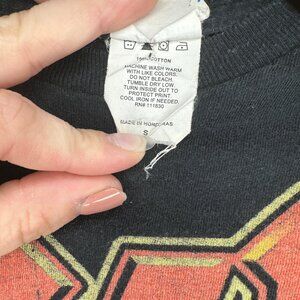 100% COTTON
MACHINE WASH WARM
WITH LIKE COLORS.
DO NOT BLEACH.
TUMBLE DRY LOW.
TURN INSIDE OUT TO
PROTECT PRINT.
COOL IRON IF NEEDED.
RN# 111830
MADE IN HONDURAS
S